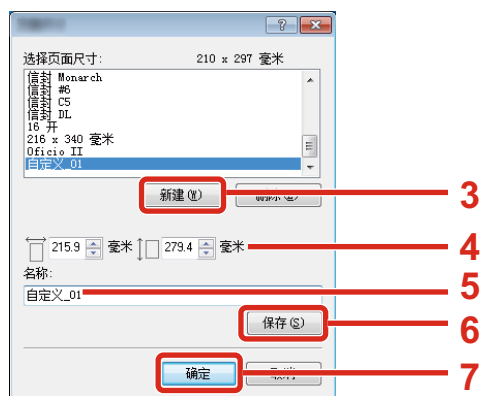 选择页面尺寸: 210 x 297 毫米
信封 Monarch
信封 #6
信封 C5
信封 DL
16 开
216 x 340 毫米
Oficio II
自定义_01
新建(W)
3
215.9 毫米 279.4 毫米
4
名称:
自定义_01
5
保存(S)
6
确定 取消
7